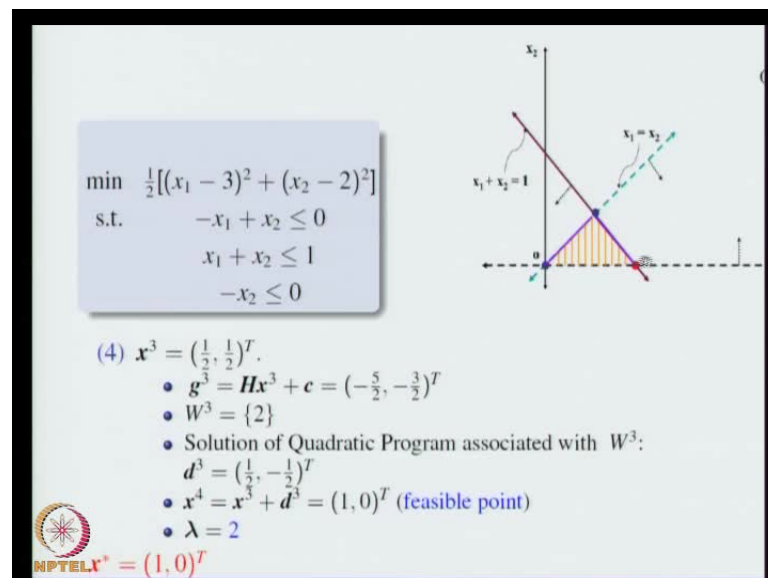 x₂
x₁ = x₂
x₁ + x₂ = 1
0
min ½[(x₁ − 3)² + (x₂ − 2)²]
s.t. −x₁ + x₂ ≤ 0
x₁ + x₂ ≤ 1
−x₂ ≤ 0
(4) x³ = (½, ½)ᵀ.
• g³ = Hx³ + c = (−5/2, −3/2)ᵀ
• W³ = {2}
• Solution of Quadratic Program associated with W³:
d³ = (½, −½)ᵀ
• x⁴ = x³ + d³ = (1, 0)ᵀ (feasible point)
• λ = 2
NPTEL x* = (1, 0)ᵀ